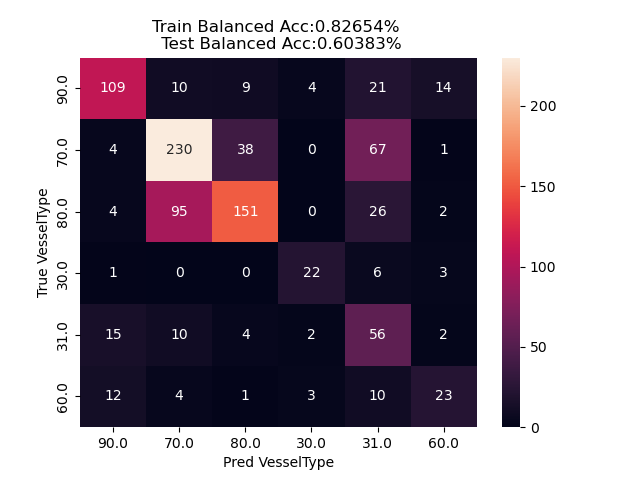 Train Balanced Acc:0.82654%
Test Balanced Acc:0.60383%
90.0 109 10 9 4 21 14
70.0 4 230 38 0 67 1
80.0 4 95 151 0 26 2
30.0 1 0 0 22 6 3
31.0 15 10 4 2 56 2
60.0 12 4 1 3 10 23
90.0 70.0 80.0 30.0 31.0 60.0
True VesselType
Pred VesselType
200
150
100
50
0